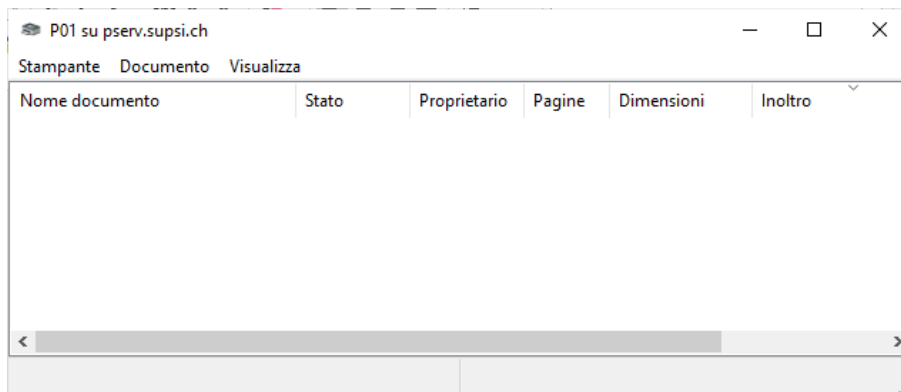 P01 su pserv.supsi.ch
Stampante Documento Visualizza
Nome documento Stato Proprietario Pagine Dimensioni Inoltro